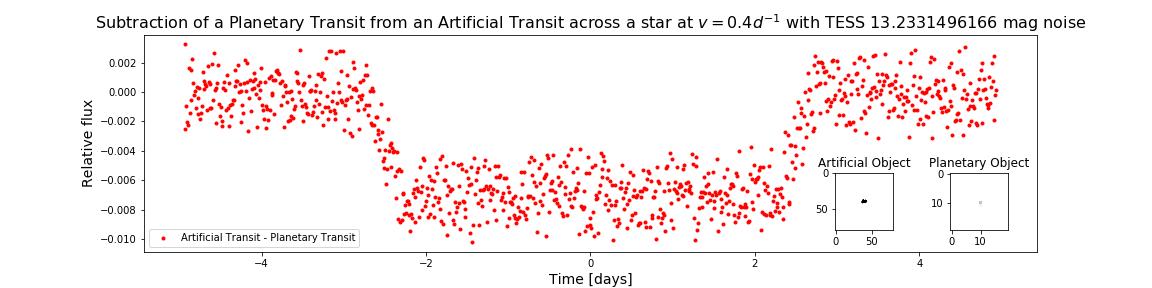 Subtraction of a Planetary Transit from an Artificial Transit across a star at v = 0.4d⁻¹ with TESS 13.2331496166 mag noise
Relative flux
0.002
0.000
−0.002
−0.004
−0.006
−0.008
−0.010
Artificial Transit - Planetary Transit
Artificial Object
0
50
0 50
Planetary Object
0
10
0 10
−4 −2 0 2 4
Time [days]